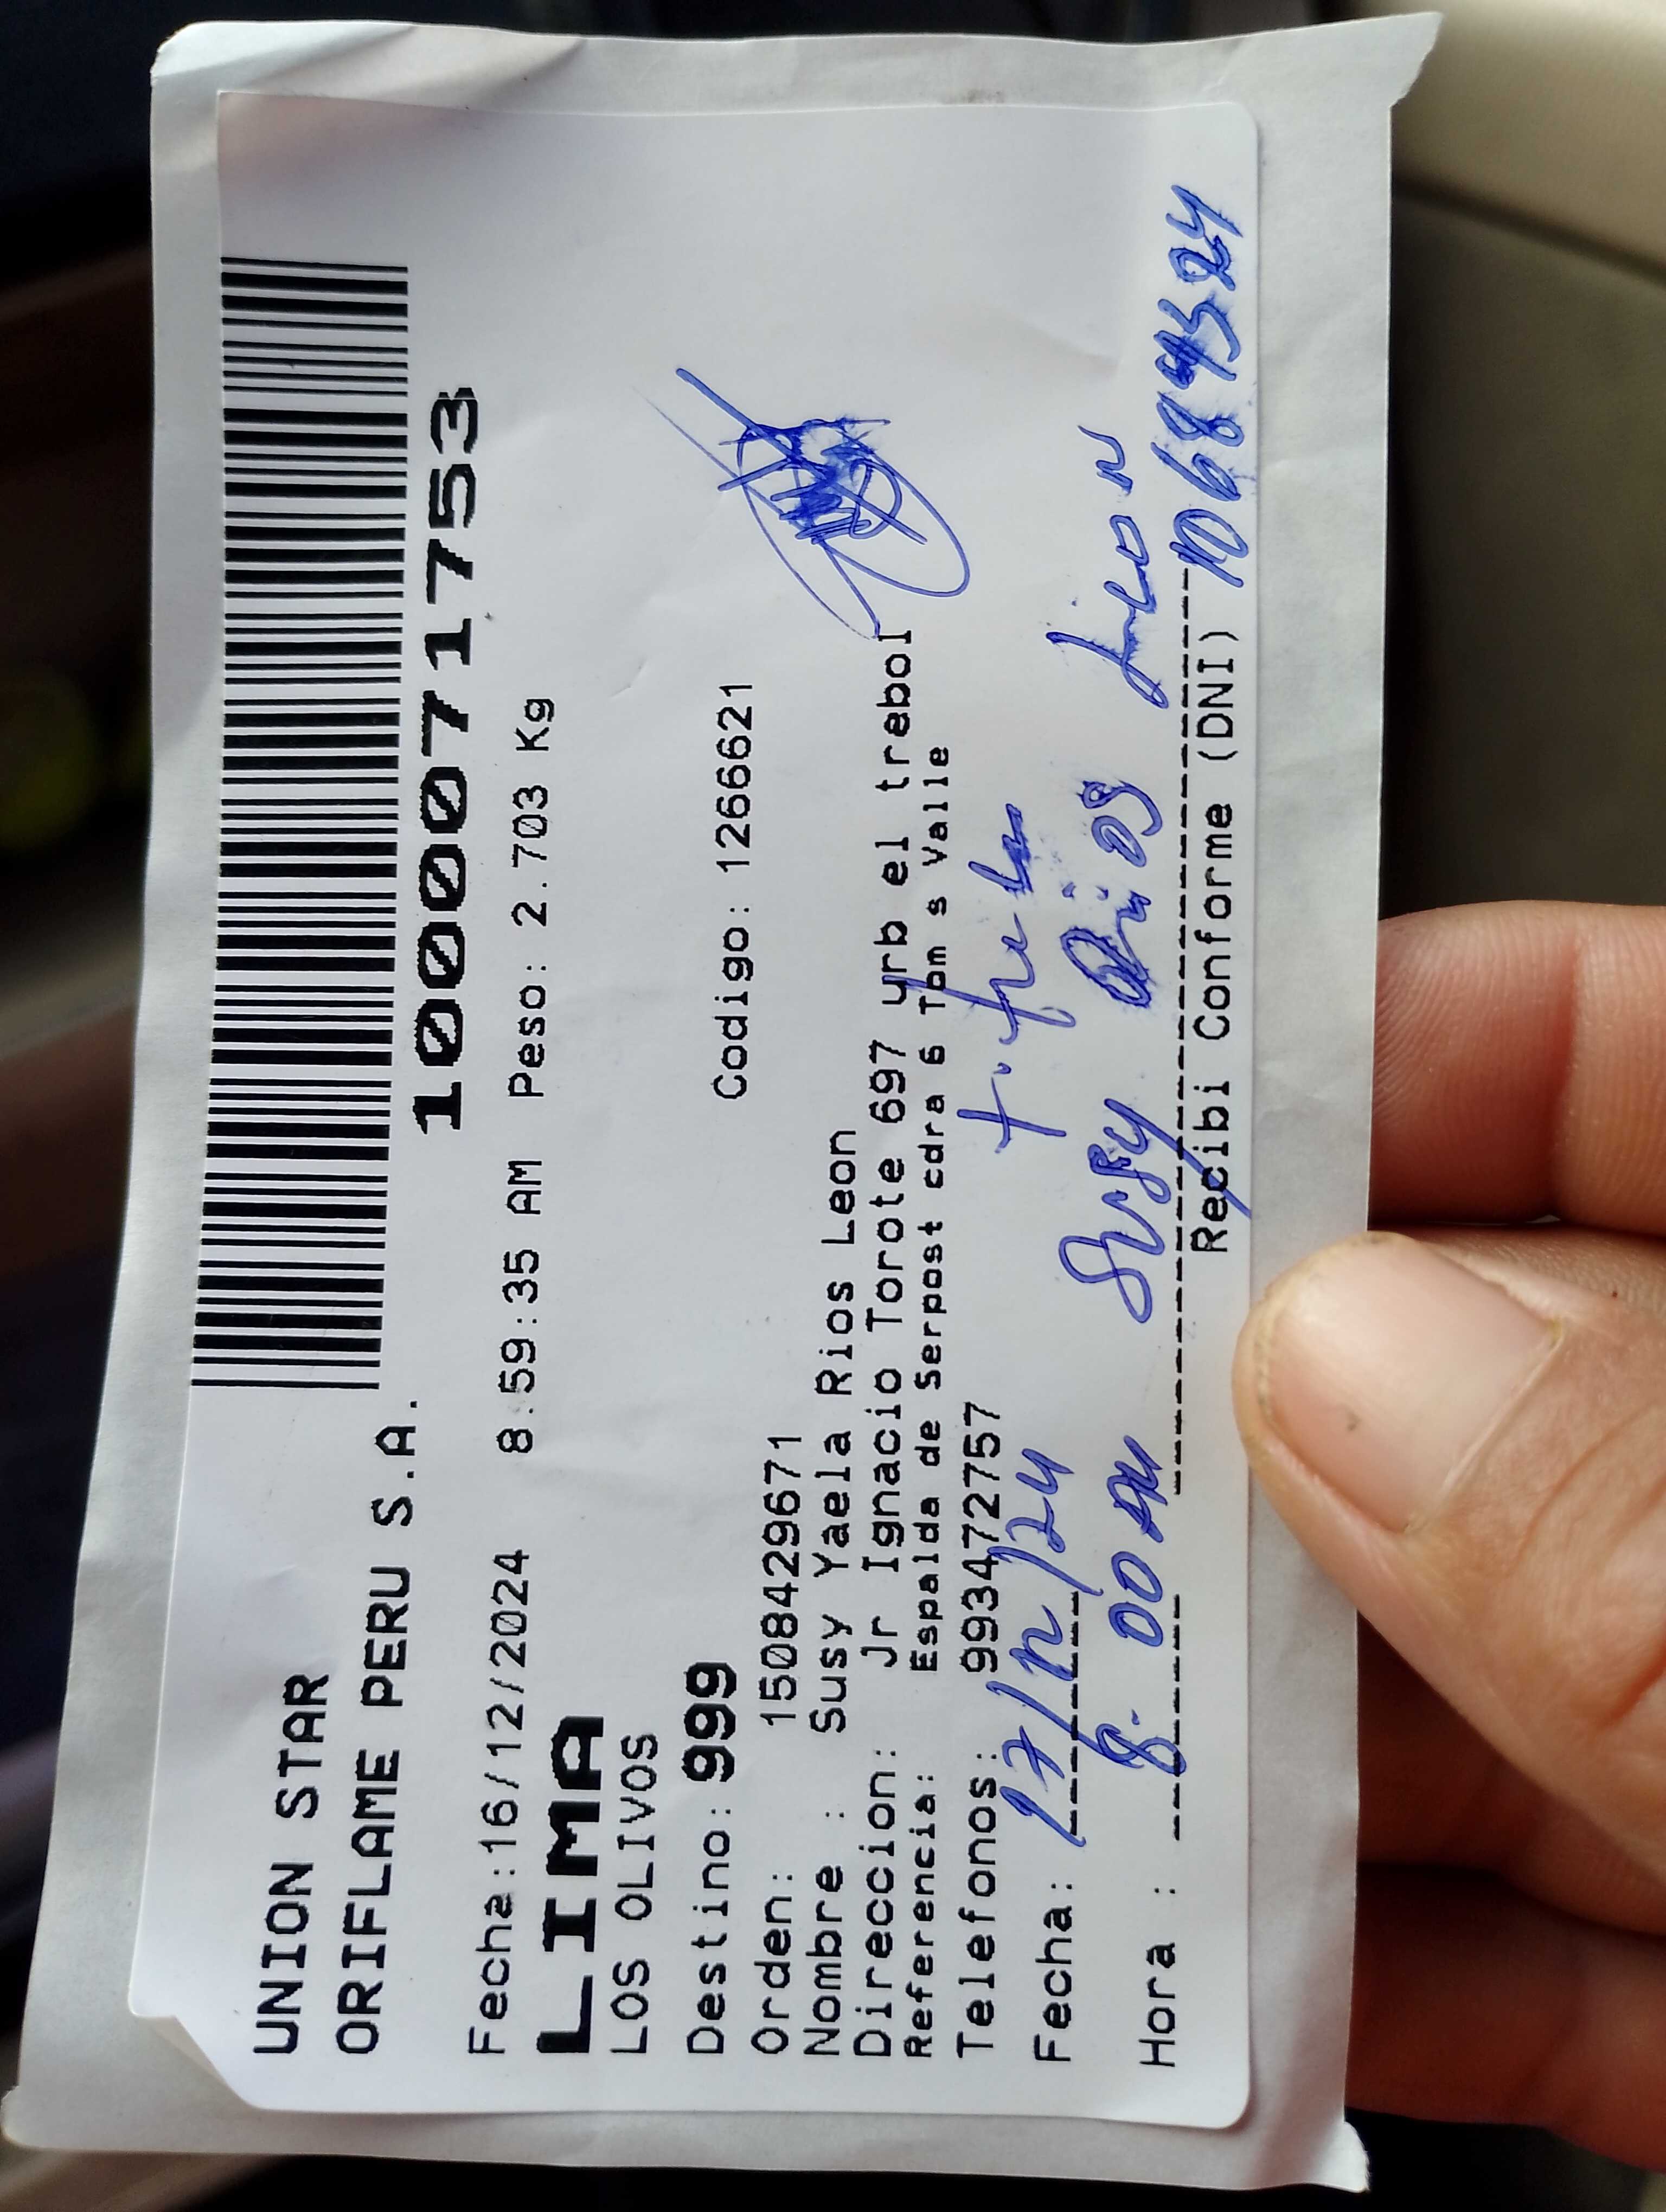 UNION STAR
ORIFLAME PERU S.A.
1000071753
Fecha:16/12/2024 8:59:35 AM Peso: 2.703 Kg
LIMA
LOS OLIVOS
Destino: 999 Codigo: 1266621
Orden: 1508429671
Nombre : Susy Yaela Rios Leon
Direccion: Jr Ignacio Torote 697 urb el trebol
Referencia: Espalda de Serpost cdra 6 Tom s Valle
Telefonos: 993472757
Fecha: 17/12/24
Hora : 8:00 AM Susy Rios Leon
Recibi Conforme (DNI) 10684524